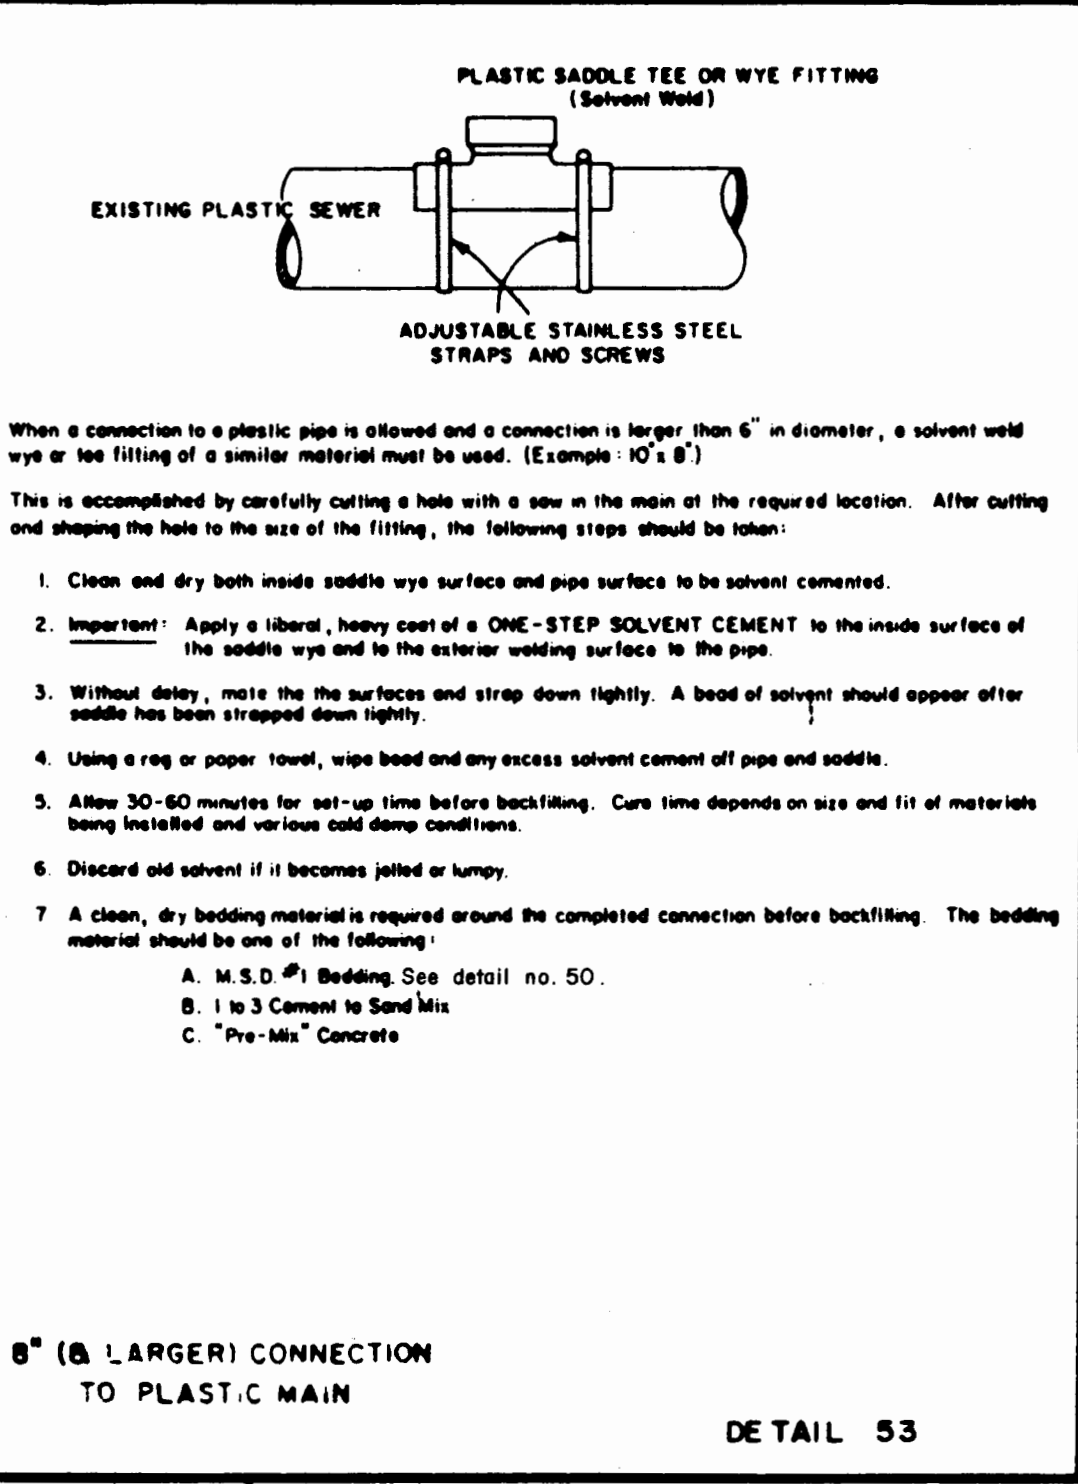 PLASTIC SADDLE TEE OR WYE FITTING
(Solvent Weld)
EXISTING PLASTIC SEWER
ADJUSTABLE STAINLESS STEEL
STRAPS AND SCREWS
When a connection to a plastic pipe is allowed and a connection is larger than 6" in diameter, a solvent weld
wye or tee fitting of a similar material must be used. (Example: 10" x 8".)
This is accomplished by carefully cutting a hole with a saw in the main at the required location. After cutting
and shaping the hole to the size of the fitting, the following steps should be taken:
1. Clean and dry both inside saddle wye surface and pipe surface to be solvent cemented.
2. Important: Apply a liberal, heavy coat of a ONE-STEP SOLVENT CEMENT to the inside surface of
the saddle wye and to the exterior welding surface to the pipe.
3. Without delay, mate the the surfaces and strap down tightly. A bead of solvent should appear after
saddle has been strapped down tightly.
4. Using a rag or paper towel, wipe bead and any excess solvent cement off pipe and saddle.
5. Allow 30-60 minutes for set-up time before backfilling. Cure time depends on size and fit of materials
being installed and various cold damp conditions.
6. Discard old solvent if it becomes jelled or lumpy.
7 A clean, dry bedding material is required around the completed connection before backfilling. The bedding
material should be one of the following:
A. M.S.D. #1 Bedding. See detail no. 50.
B. 1 to 3 Cement to Sand Mix
C. "Pre-Mix" Concrete
8" (& LARGER) CONNECTION
TO PLASTIC MAIN
DETAIL 53